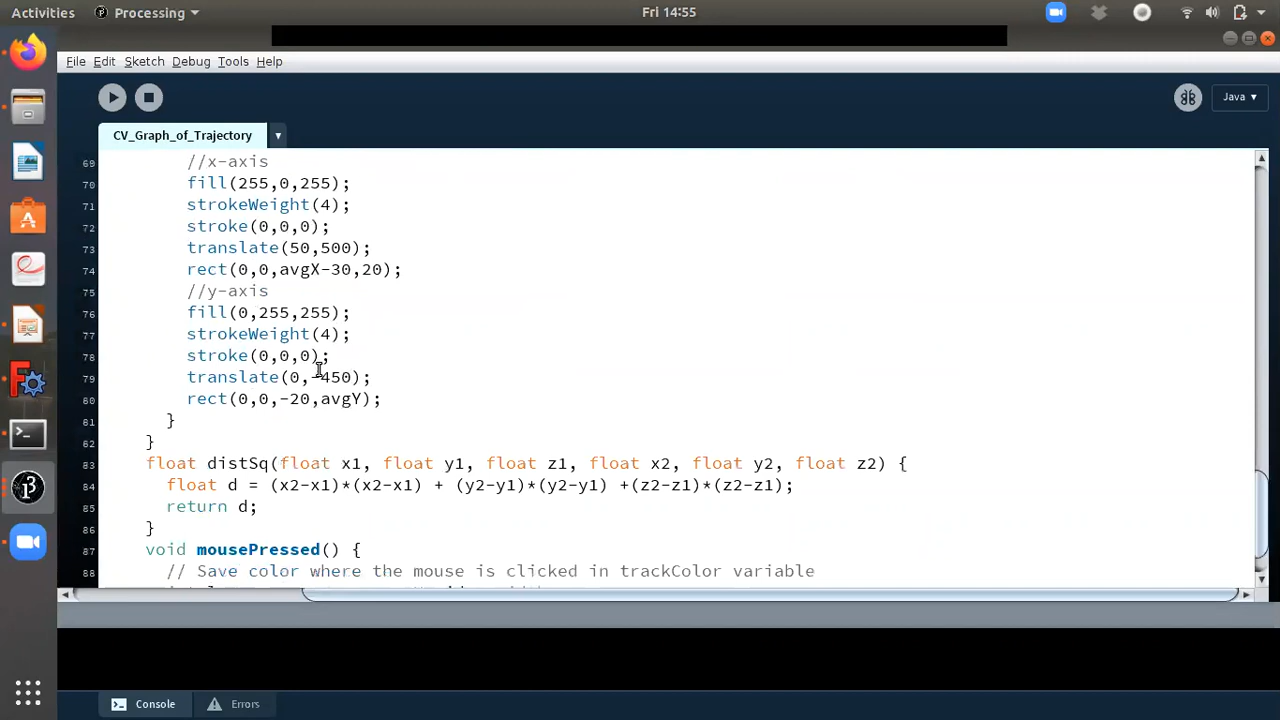 Activities Processing Fri 14:55
File Edit Sketch Debug Tools Help
Java
CV_Graph_of_Trajectory
69 //x-axis
70 fill(255,0,255);
71 strokeWeight(4);
72 stroke(0,0,0);
73 translate(50,500);
74 rect(0,0,avgX-30,20);
75 //y-axis
76 fill(0,255,255);
77 strokeWeight(4);
78 stroke(0,0,0);
79 translate(0,-450);
80 rect(0,0,-20,avgY);
81 }
82 }
83 float distSq(float x1, float y1, float z1, float x2, float y2, float z2) {
84 float d = (x2-x1)*(x2-x1) + (y2-y1)*(y2-y1) +(z2-z1)*(z2-z1);
85 return d;
86 }
87 void mousePressed() {
88 // Save color where the mouse is clicked in trackColor variable
Console Errors